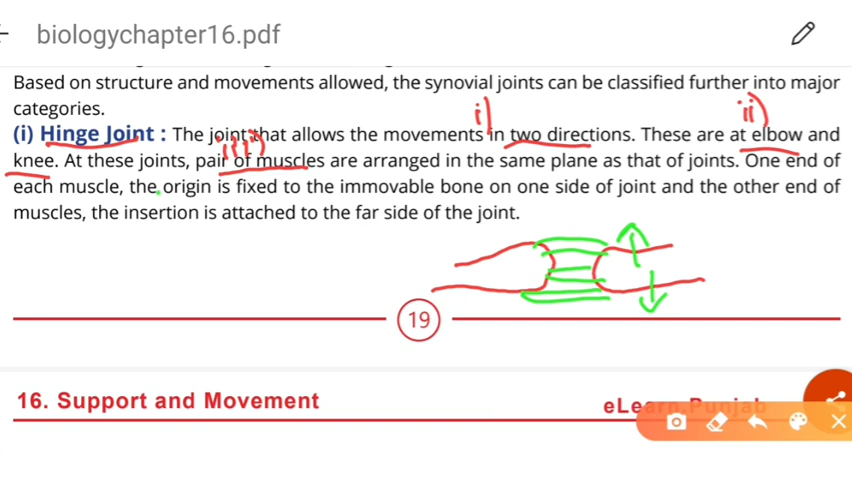 biologychapter16.pdf
Based on structure and movements allowed, the synovial joints can be classified further into major
categories.
i)
ii)
(i) Hinge Joint : The joint that allows the movements in two directions. These are at elbow and
iii)
knee. At these joints, pair of muscles are arranged in the same plane as that of joints. One end of
each muscle, the origin is fixed to the immovable bone on one side of joint and the other end of
muscles, the insertion is attached to the far side of the joint.
19
16. Support and Movement
eLearn.Punjab